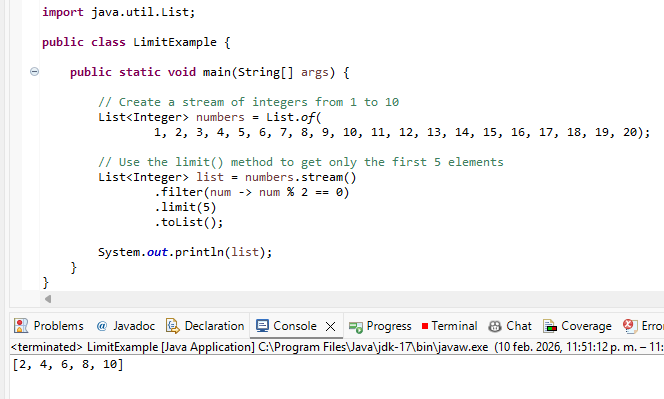 import java.util.List;
public class LimitExample {
public static void main(String[] args) {
// Create a stream of integers from 1 to 10
List<Integer> numbers = List.of(
1, 2, 3, 4, 5, 6, 7, 8, 9, 10, 11, 12, 13, 14, 15, 16, 17, 18, 19, 20);
// Use the limit() method to get only the first 5 elements
List<Integer> list = numbers.stream()
.filter(num -> num % 2 == 0)
.limit(5)
.toList();
System.out.println(list);
}
}
Problems @ Javadoc Declaration Console Progress Terminal Chat Coverage Erro
<terminated> LimitExample [Java Application] C:\Program Files\Java\jdk-17\bin\javaw.exe (10 feb. 2026, 11:51:12 p. m. – 11:
[2, 4, 6, 8, 10]